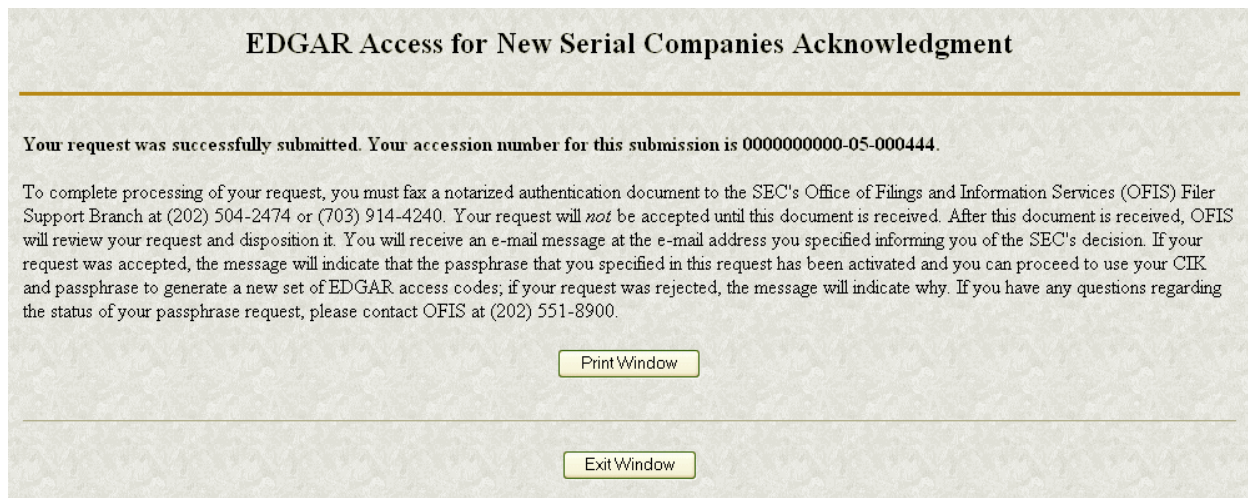 EDGAR Access for New Serial Companies Acknowledgment
Your request was successfully submitted. Your accession number for this submission is 0000000000-05-000444.
To complete processing of your request, you must fax a notarized authentication document to the SEC's Office of Filings and Information Services (OFIS) Filer
Support Branch at (202) 504-2474 or (703) 914-4240. Your request will not be accepted until this document is received. After this document is received, OFIS
will review your request and disposition it. You will receive an e-mail message at the e-mail address you specified informing you of the SEC's decision. If your
request was accepted, the message will indicate that the passphrase that you specified in this request has been activated and you can proceed to use your CIK
and passphrase to generate a new set of EDGAR access codes; if your request was rejected, the message will indicate why. If you have any questions regarding
the status of your passphrase request, please contact OFIS at (202) 551-8900.
Print Window
Exit Window